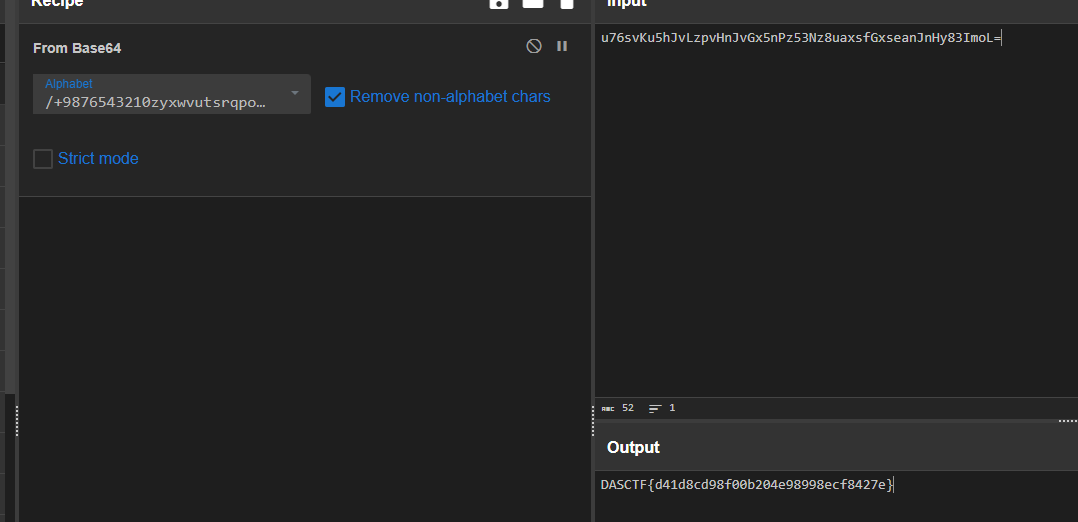 Recipe
From Base64
Alphabet
/+9876543210zyxwvutsrqpo…
Remove non-alphabet chars
Strict mode
Input
u76svKu5hJvLzpvHnJvGx5nPz53Nz8uaxsfGxseanJnHy83ImoL=
ABC 52 1
Output
DASCTF{d41d8cd98f00b204e98998ecf8427e}